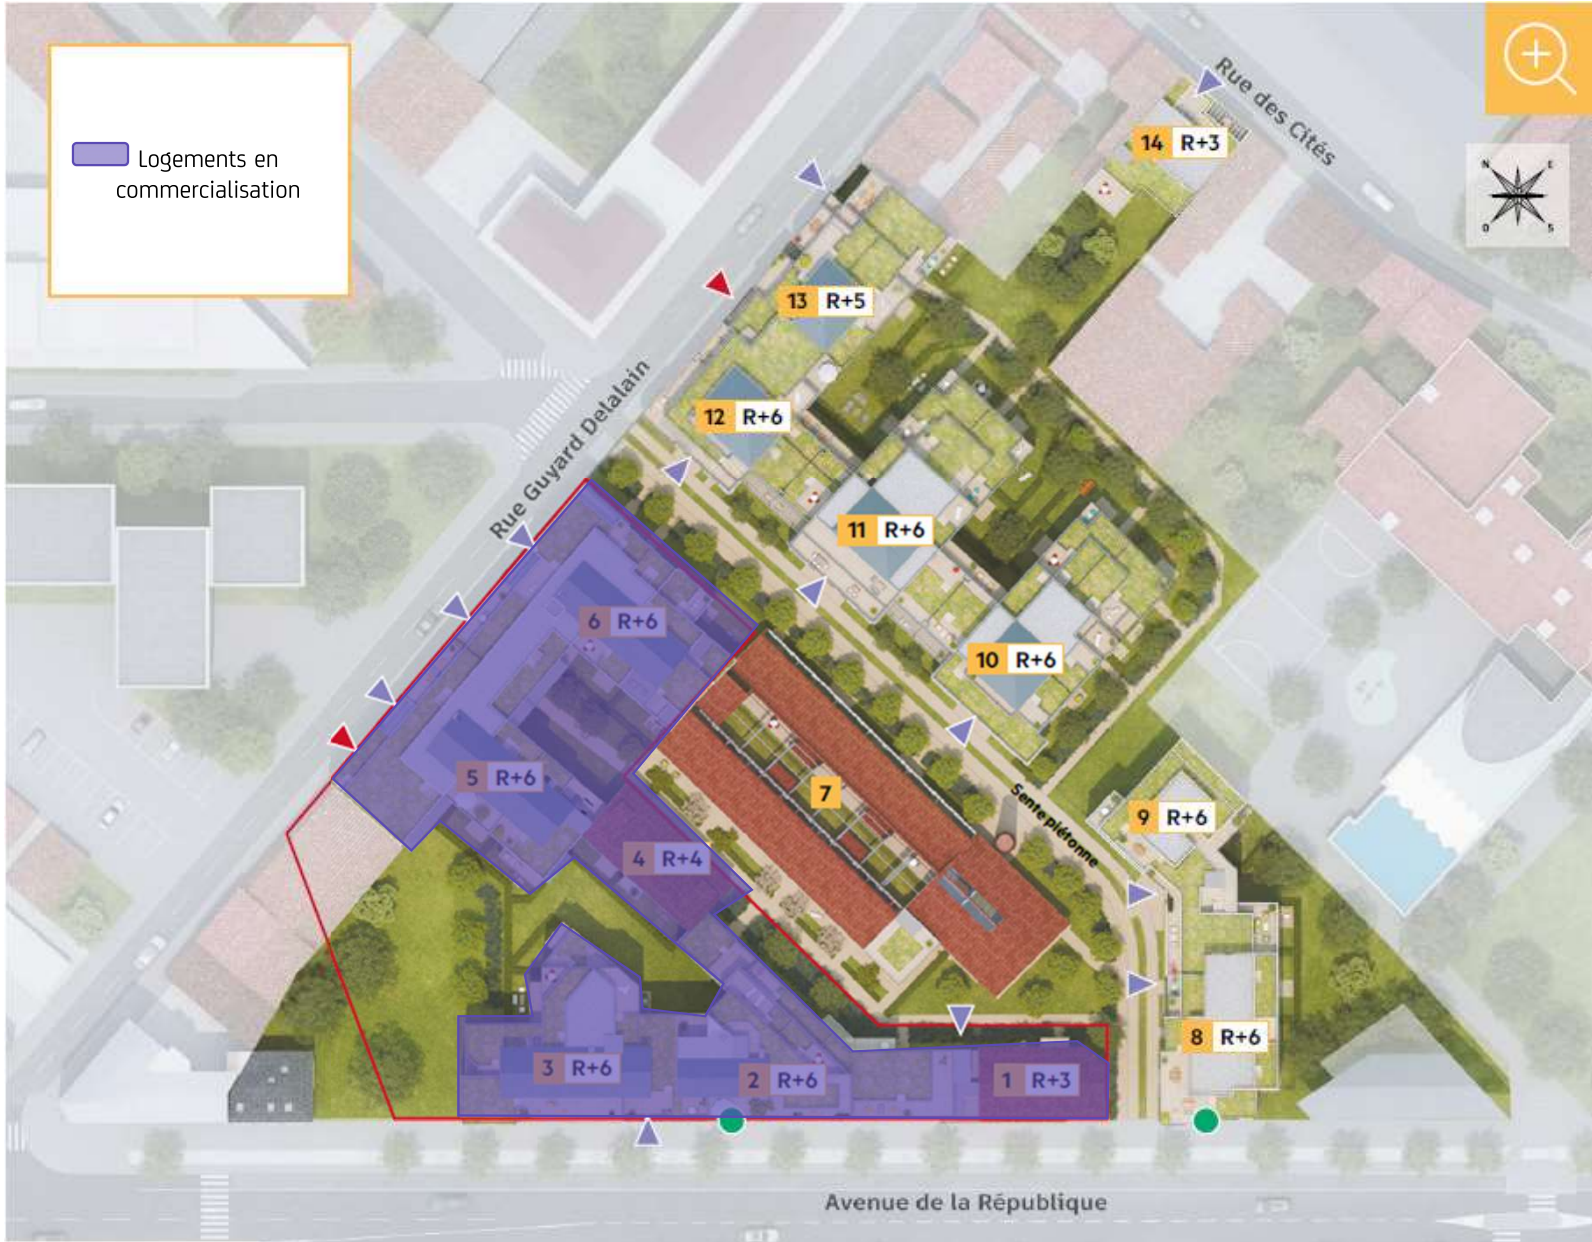 Logements en
commercialisation
Rue des Cités
N
E
O
S
14 R+3
13 R+5
Rue Guyard Delalain
12 R+6
11 R+6
6 R+6
10 R+6
5 R+6
7
Sente piétonne
9 R+6
4 R+4
8 R+6
3 R+6
2 R+6
1 R+3
Avenue de la République